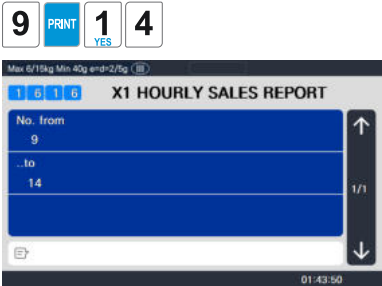 9 PRINT 1 YES 4
Max 6/15kg Min 40g e=d=2/5g III
1 6 1 6 X1 HOURLY SALES REPORT
No. from
9
..to
14
1/1
01:43:50